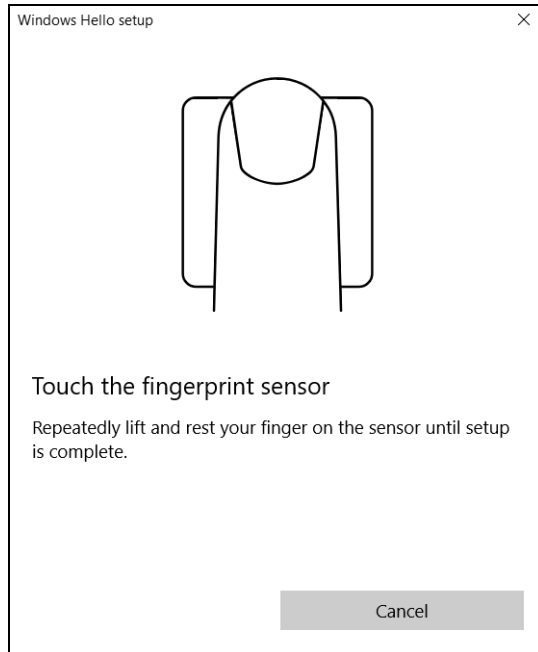 Windows Hello setup
Touch the fingerprint sensor
Repeatedly lift and rest your finger on the sensor until setup
is complete.
Cancel